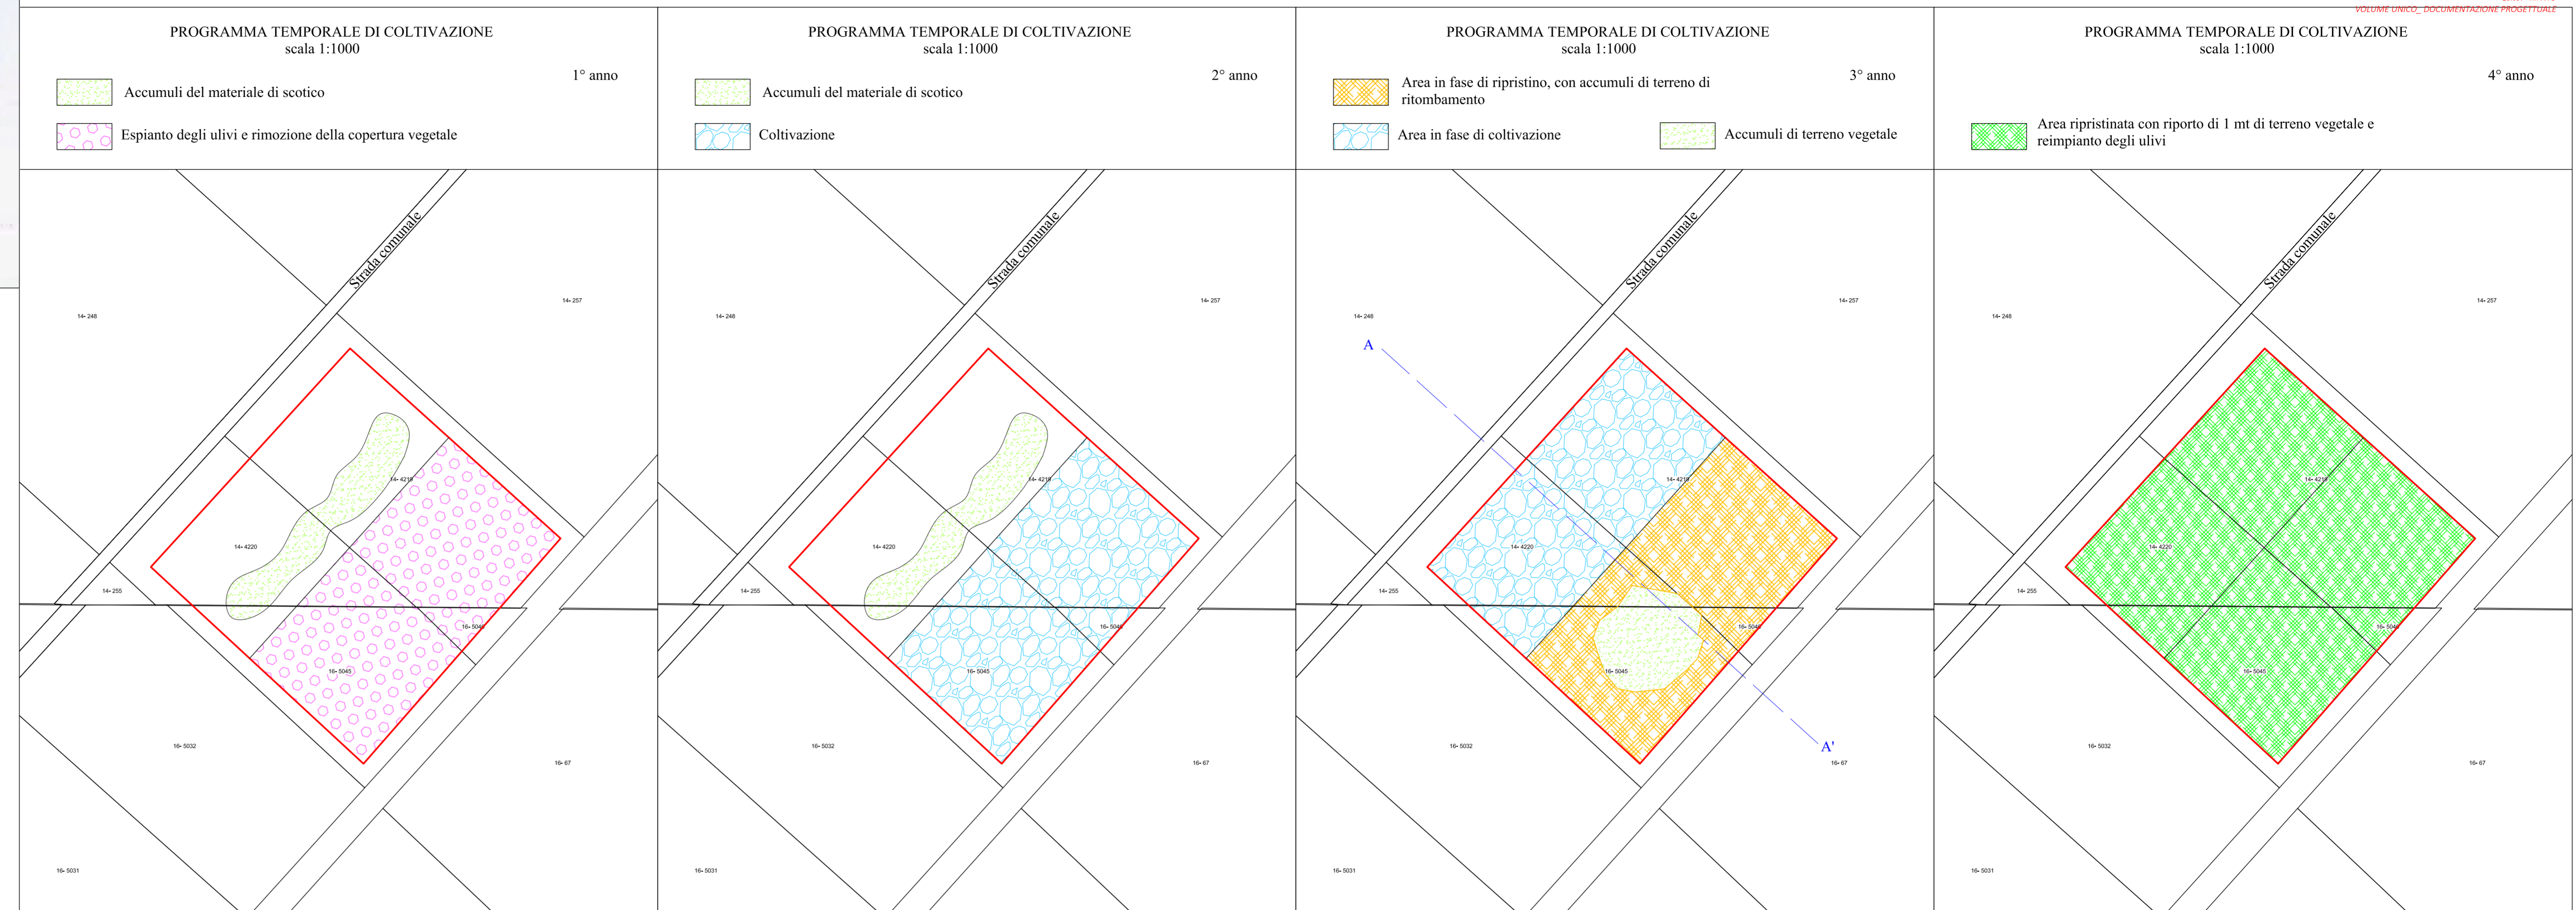 VOLUME UNICO_ DOCUMENTAZIONE PROGETTUALE
PROGRAMMA TEMPORALE DI COLTIVAZIONE
scala 1:1000
1° anno
Accumuli del materiale di scotico
Espianto degli ulivi e rimozione della copertura vegetale
Strada comunale
14- 257
14- 248
14- 4219
14- 4220
14- 255
16- 5046
16- 5045
16- 5032
16- 67
16- 5031
PROGRAMMA TEMPORALE DI COLTIVAZIONE
scala 1:1000
2° anno
Accumuli del materiale di scotico
Coltivazione
Strada comunale
14- 257
14- 248
14- 4219
14- 4220
14- 255
16- 5046
16- 5045
16- 5032
16- 67
16- 5031
PROGRAMMA TEMPORALE DI COLTIVAZIONE
scala 1:1000
3° anno
Area in fase di ripristino, con accumuli di terreno di
ritombamento
Area in fase di coltivazione
Accumuli di terreno vegetale
Strada comunale
14- 257
14- 248
A
14- 4219
14- 4220
14- 255
16- 5046
16- 5045
16- 5032
A'
16- 67
16- 5031
PROGRAMMA TEMPORALE DI COLTIVAZIONE
scala 1:1000
4° anno
Area ripristinata con riporto di 1 mt di terreno vegetale e
reimpianto degli ulivi
Strada comunale
14- 257
14- 248
14- 4219
14- 4220
14- 255
16- 5046
16- 5045
16- 5032
16- 67
16- 5031